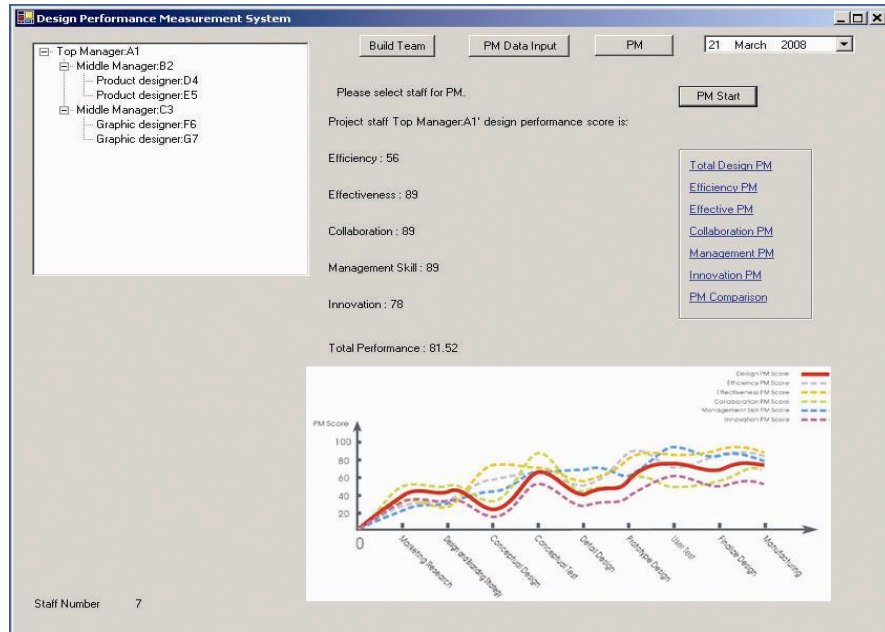 Design Performance Measurement System
Top Manager:A1
Middle Manager:B2
Product designer:D4
Product designer:E5
Middle Manager:C3
Graphic designer:F6
Graphic designer:G7
Build Team
PM Data Input
PM
21 March 2008
Please select staff for PM.
PM Start
Project staff Top Manager:A1' design performance score is:
Efficiency : 56
Effectiveness : 89
Collaboration : 89
Management Skill : 89
Innovation : 78
Total Performance : 81.52
Total Design PM
Efficiency PM
Effective PM
Collaboration PM
Management PM
Innovation PM
PM Comparison
Design PM Score
Efficiency PM Score
Effectiveness PM Score
Collaboration PM Score
Management Skill PM Score
Innovation PM Score
PM Score
100
80
60
40
20
0
Marketing Research
Design and Branding Strategy
Conceptual Design
Conceptual Test
Detail Design
Prototype Design
User Test
Finalize Design
Manufacturing
Staff Number 7